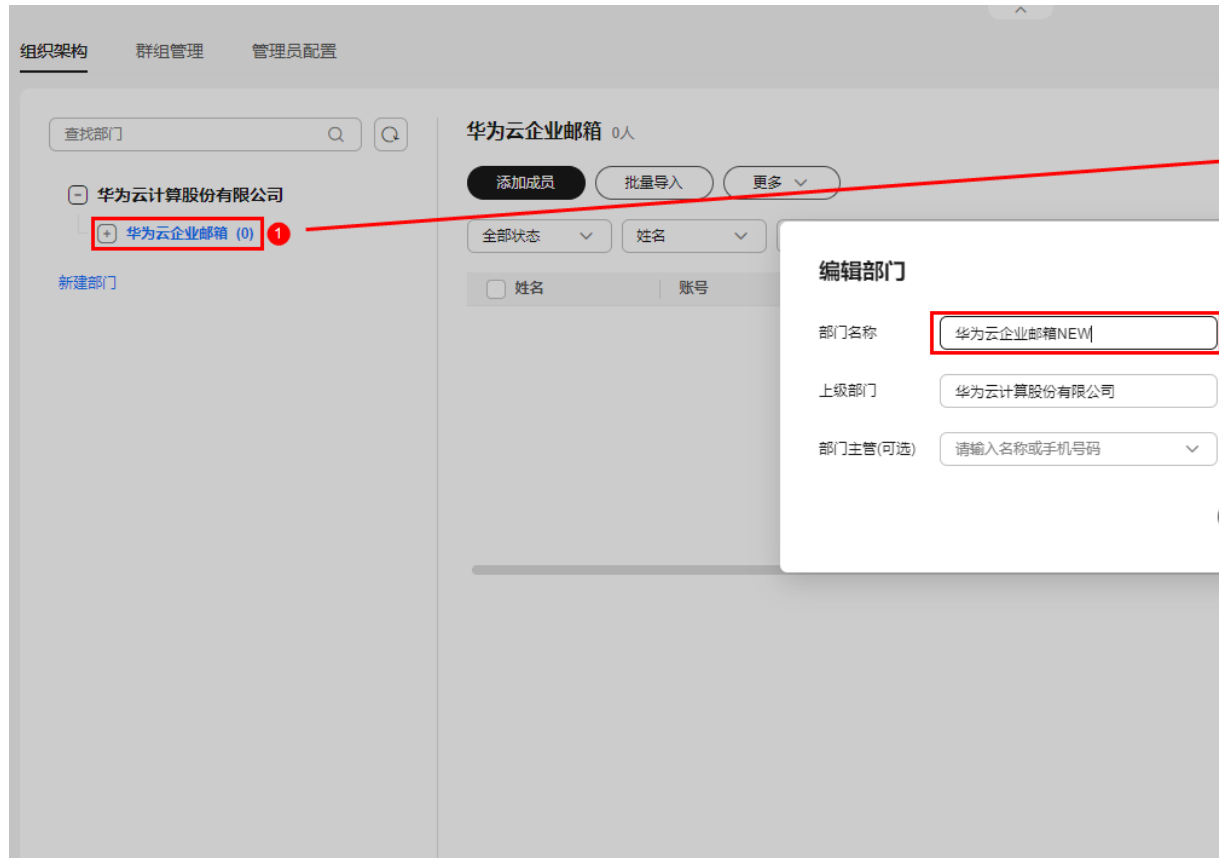 组织架构 群组管理 管理员配置
查找部门
华为云计算股份有限公司
华为云企业邮箱 (0) 1
新建部门
华为云企业邮箱 0人
添加成员 批量导入 更多
全部状态 姓名
姓名 账号
编辑部门
部门名称 华为云企业邮箱NEW
上级部门 华为云计算股份有限公司
部门主管(可选) 请输入名称或手机号码